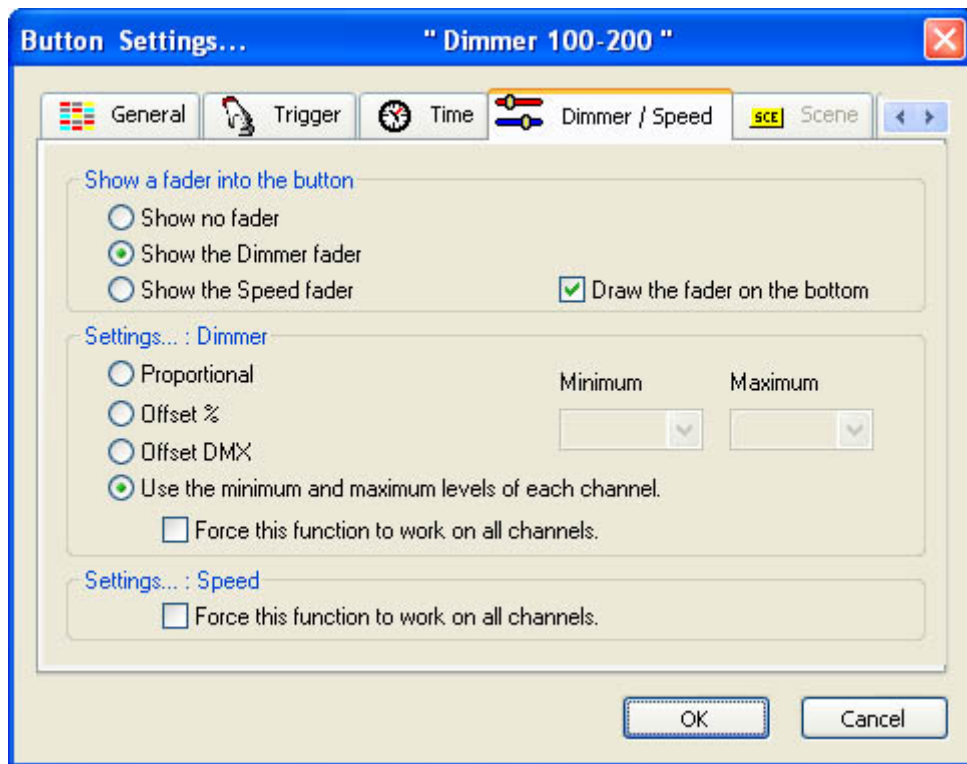 Button Settings... " Dimmer 100-200 "
General Trigger Time Dimmer / Speed SCE Scene
Show a fader into the button
Show no fader
Show the Dimmer fader
Show the Speed fader Draw the fader on the bottom
Settings... : Dimmer
Proportional Minimum Maximum
Offset %
Offset DMX
Use the minimum and maximum levels of each channel.
Force this function to work on all channels.
Settings... : Speed
Force this function to work on all channels.
OK Cancel